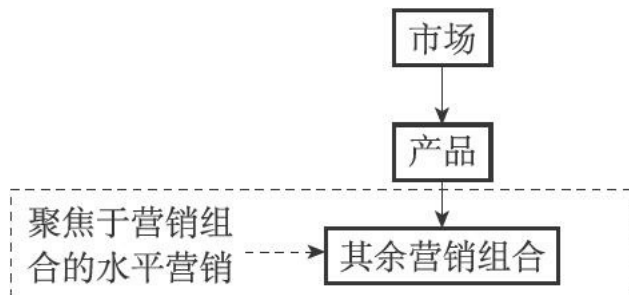 市场
产品
聚焦于营销组
合的水平营销
其余营销组合